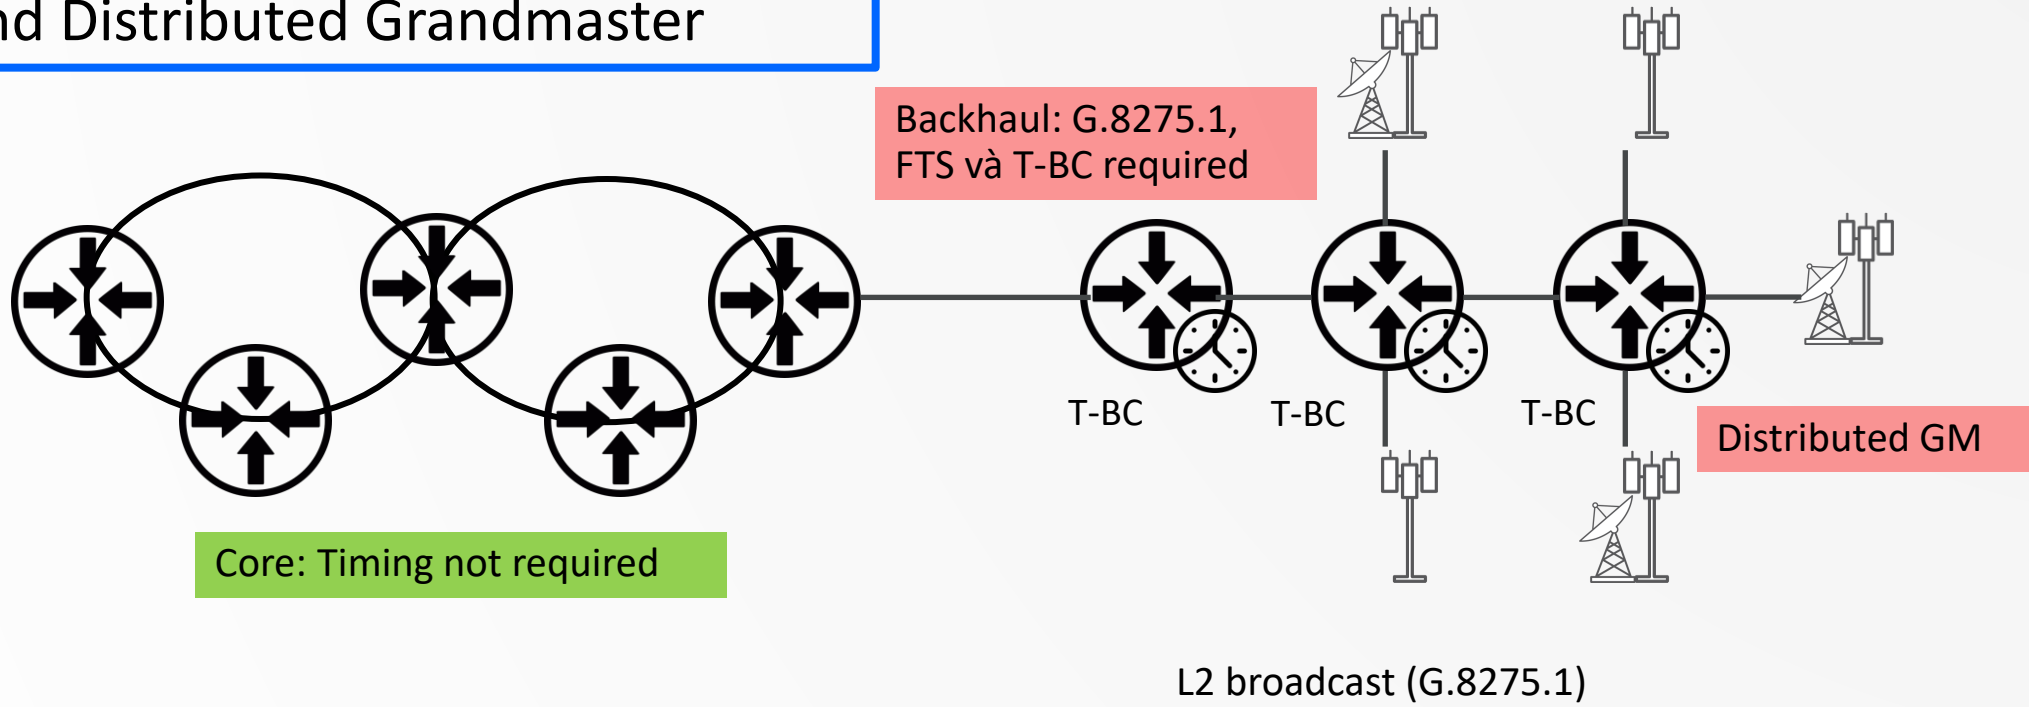 nd Distributed Grandmaster
Backhaul: G.8275.1,
FTS và T-BC required
T-BC
T-BC
T-BC
Distributed GM
Core: Timing not required
L2 broadcast (G.8275.1)